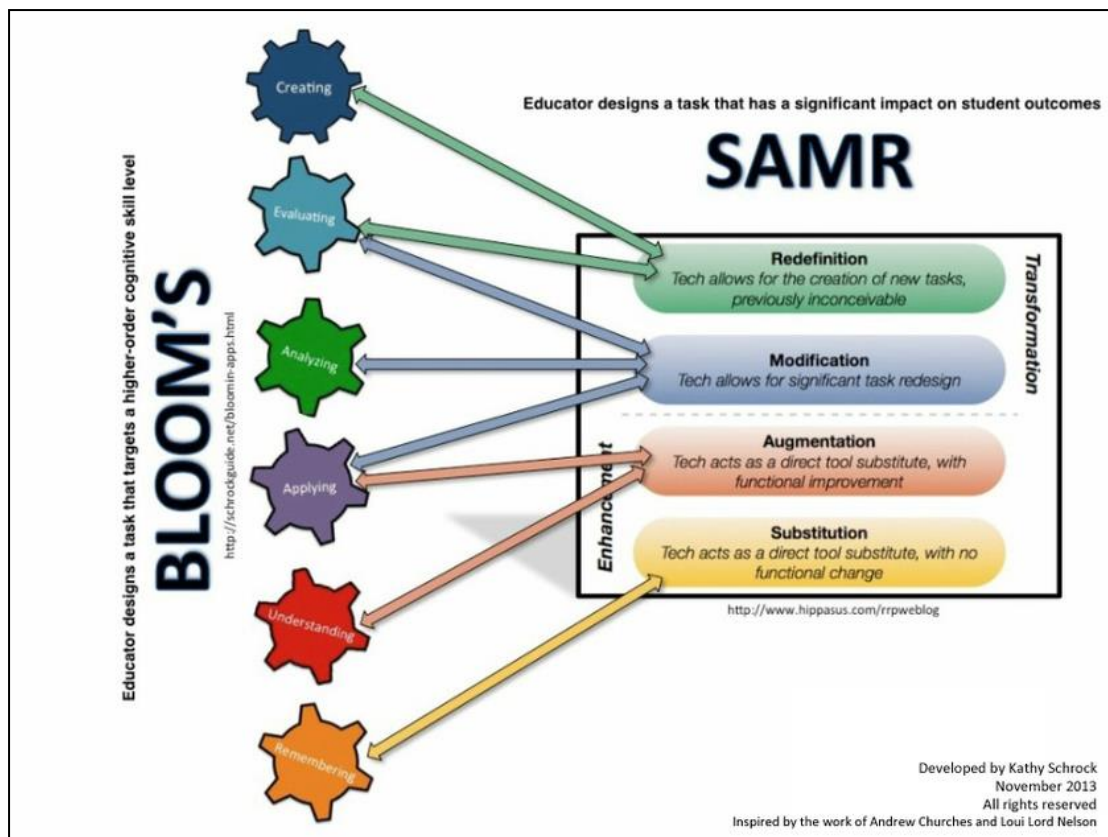 Educator designs a task that targets a higher-order cognitive skill level
BLOOM'S
http://schrockguide.net/bloomin-apps.html
Creating
Evaluating
Analyzing
Applying
Understanding
Remembering
Educator designs a task that has a significant impact on student outcomes
SAMR
Redefinition
Tech allows for the creation of new tasks,
previously inconceivable
Modification
Tech allows for significant task redesign
Transformation
Augmentation
Tech acts as a direct tool substitute, with
functional improvement
Substitution
Tech acts as a direct tool substitute, with no
functional change
Enhancement
http://www.hippasus.com/rrpweblog
Developed by Kathy Schrock
November 2013
All rights reserved
Inspired by the work of Andrew Churches and Loui Lord Nelson